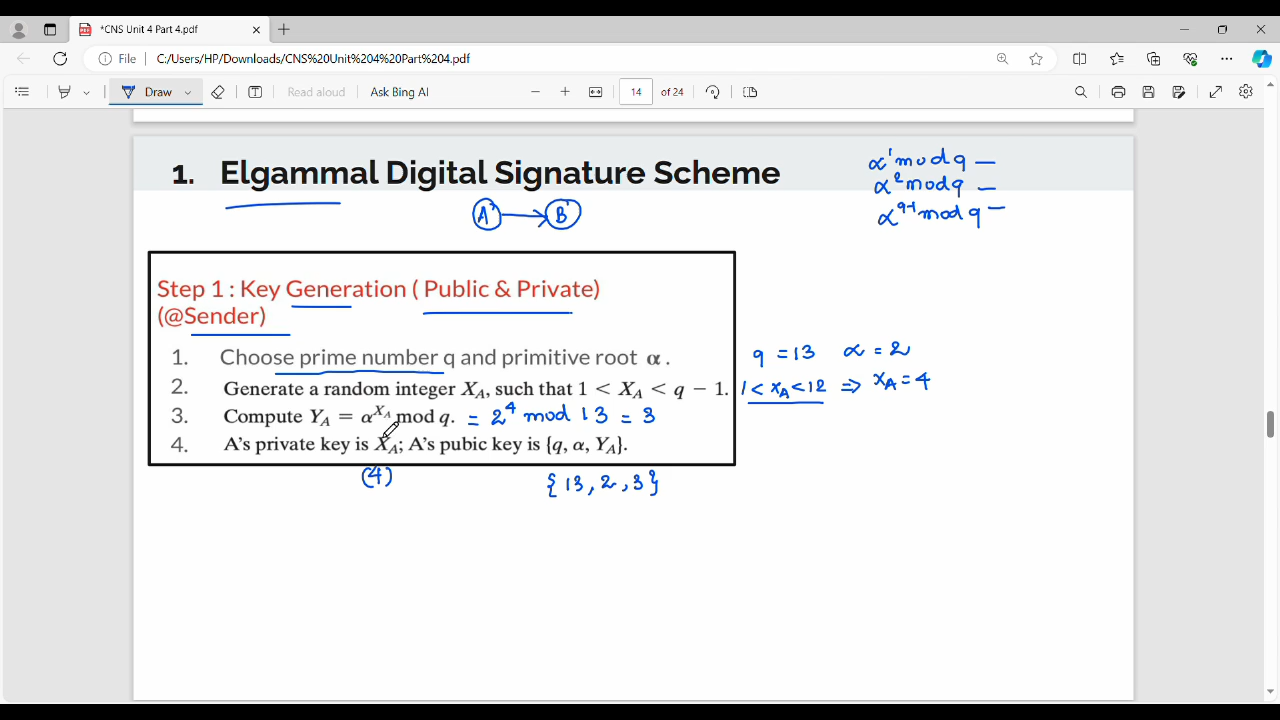 *CNS Unit 4 Part 4.pdf
File C:/Users/HP/Downloads/CNS%20Unit%204%20Part%204.pdf
Draw Read aloud Ask Bing AI 14 of 24
1. Elgammal Digital Signature Scheme
α^1 mod q —
α^2 mod q —
α^q-1 mod q —
A → B
Step 1 : Key Generation ( Public & Private)
(@Sender)
1. Choose prime number q and primitive root α .
q = 13 α = 2
2. Generate a random integer X_A, such that 1 < X_A < q − 1.
1 < x_A < 12 => x_A = 4
3. Compute Y_A = α^X_A mod q. = 2^4 mod 13 = 3
4. A's private key is X_A; A's pubic key is {q, α, Y_A}.
(4) {13, 2, 3}